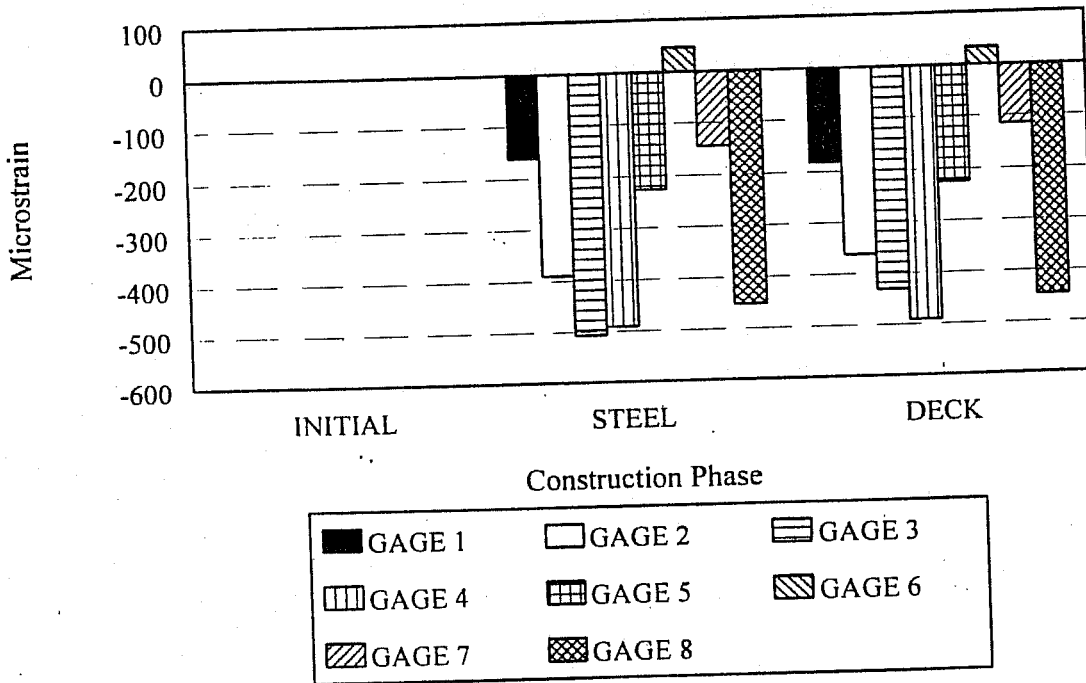 100
0
-100
-200
-300
-400
-500
-600
Microstrain
INITIAL STEEL DECK
Construction Phase
GAGE 1 GAGE 2 GAGE 3
GAGE 4 GAGE 5 GAGE 6
GAGE 7 GAGE 8